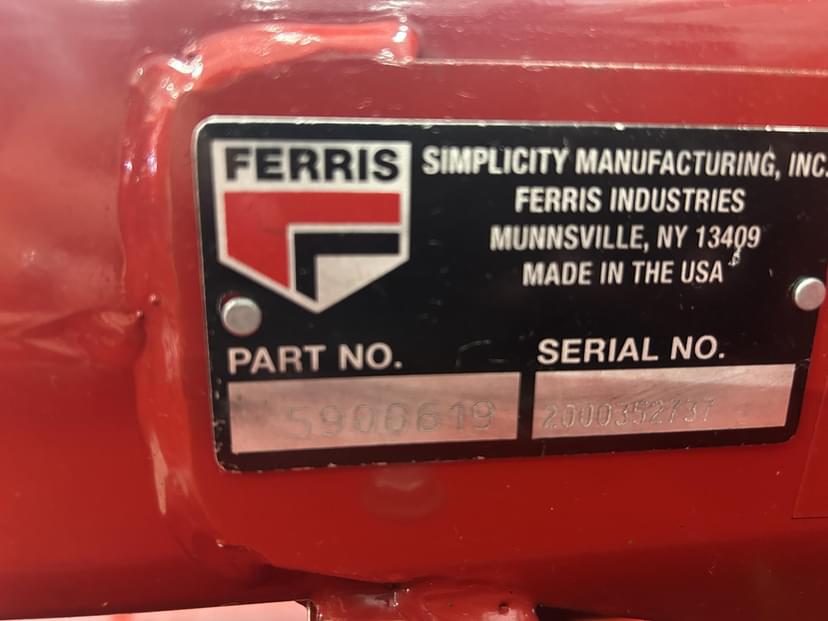 FERRIS
SIMPLICITY MANUFACTURING, INC.
FERRIS INDUSTRIES
MUNNSVILLE, NY 13409
MADE IN THE USA
PART NO.
SERIAL NO.
5900619
2000352737